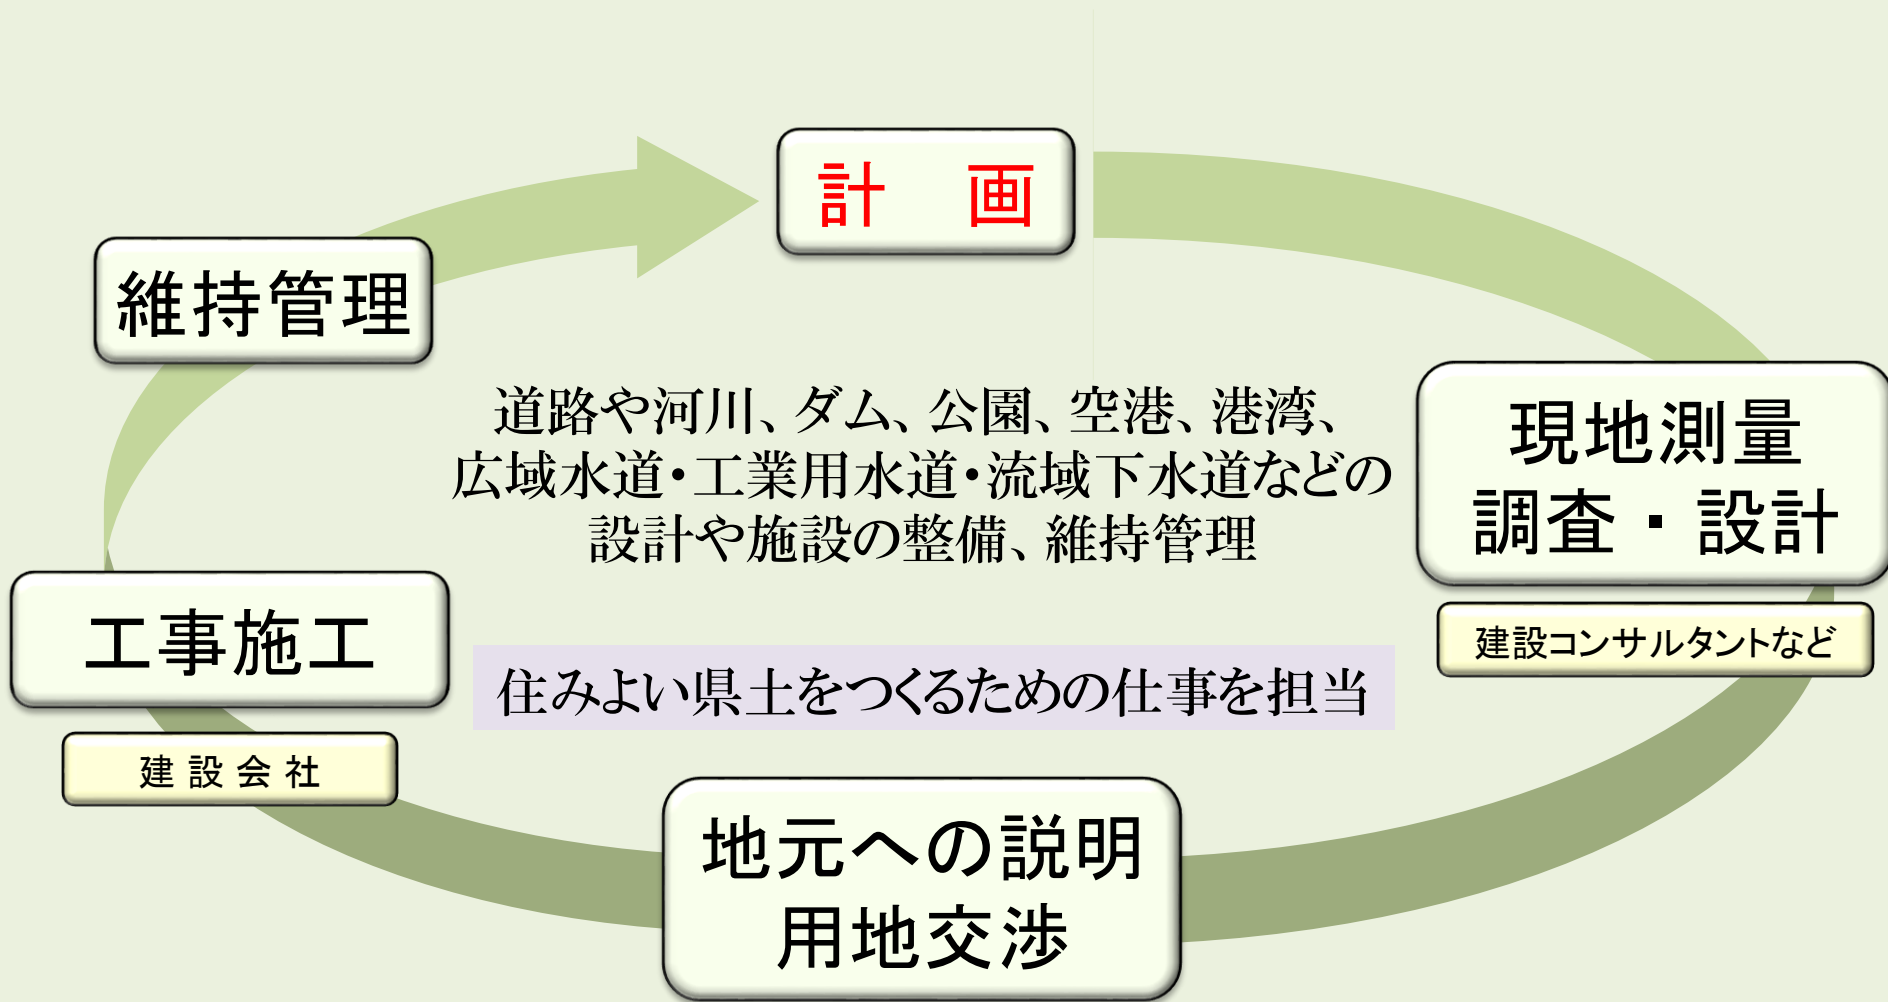 計　画
維持管理
道路や河川、ダム、公園、空港、港湾、
広域水道・工業用水道・流域下水道などの
設計や施設の整備、維持管理
現地測量
調査・設計
建設コンサルタントなど
工事施工
建設会社
住みよい県土をつくるための仕事を担当
地元への説明
用地交渉